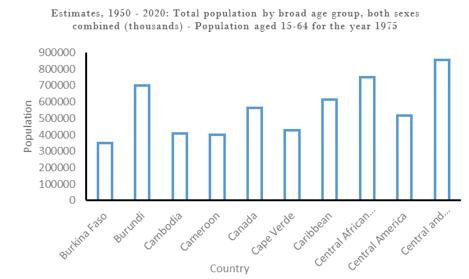 Estimates, 1950 - 2020: Total population by broad age group, both sexes
combined (thousands) - Population aged 15-64 for the year 1975
900000
800000
700000
600000
500000
400000
300000
200000
100000
0
Population
Burkina Faso
Burundi
Cambodia
Cameroon
Canada
Cape Verde
Caribbean
Central African...
Central America
Central and...
Country